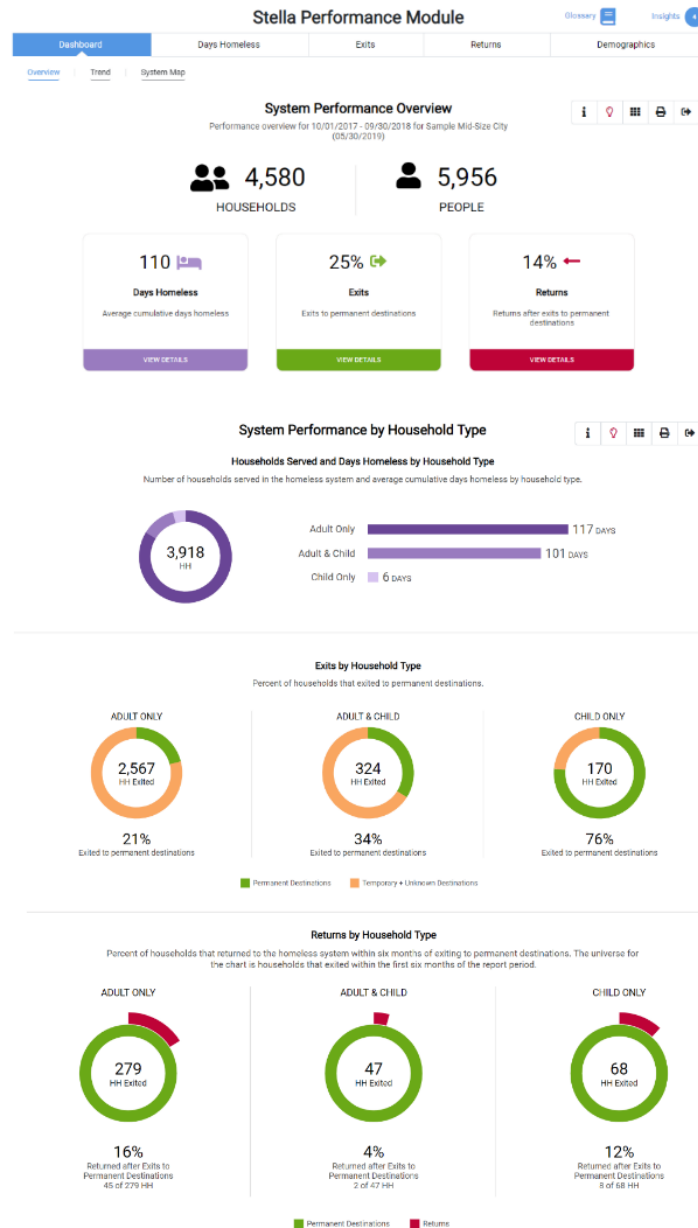 Stella Performance Module
Glossary
Insights 4
Dashboard Days Homeless Exits Returns Demographics
Overview Trend System Map
System Performance Overview
Performance overview for 10/01/2017 - 09/30/2018 for Sample Mid-Size City
(05/30/2019)
4,580
HOUSEHOLDS
5,956
PEOPLE
110
Days Homeless
Average cumulative days homeless
VIEW DETAILS
25%
Exits
Exits to permanent destinations
VIEW DETAILS
14%
Returns
Returns after exits to permanent
destinations
VIEW DETAILS
System Performance by Household Type
Households Served and Days Homeless by Household Type
Number of households served in the homeless system and average cumulative days homeless by household type.
3,918
HH
Adult Only 117 DAYS
Adult & Child 101 DAYS
Child Only 6 DAYS
Exits by Household Type
Percent of households that exited to permanent destinations.
ADULT ONLY
2,567
HH Exited
21%
Exited to permanent destinations
ADULT & CHILD
324
HH Exited
34%
Exited to permanent destinations
CHILD ONLY
170
HH Exited
76%
Exited to permanent destinations
Permanent Destinations Temporary + Unknown Destinations
Returns by Household Type
Percent of households that returned to the homeless system within six months of exiting to permanent destinations. The universe for
the chart is households that exited within the first six months of the report period.
ADULT ONLY
279
HH Exited
16%
Returned after Exits to
Permanent Destinations
45 of 279 HH
ADULT & CHILD
47
HH Exited
4%
Returned after Exits to
Permanent Destinations
2 of 47 HH
CHILD ONLY
68
HH Exited
12%
Returned after Exits to
Permanent Destinations
8 of 68 HH
Permanent Destinations Returns